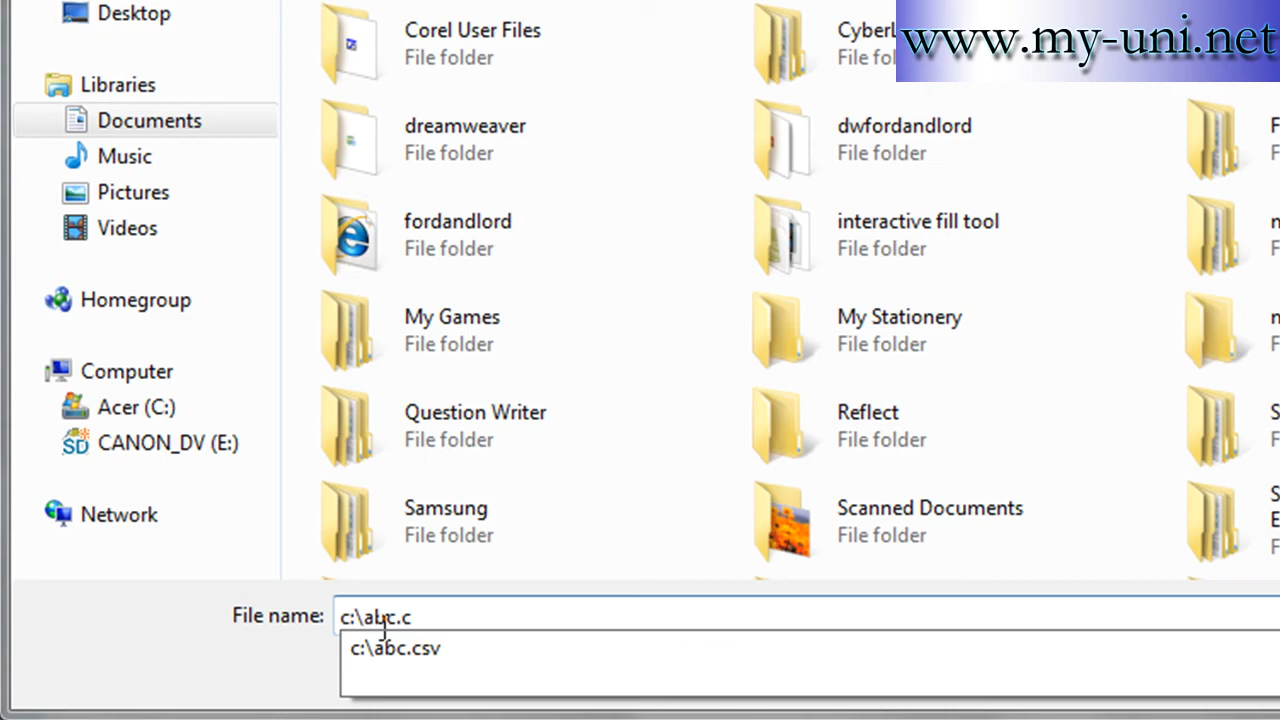 Desktop
Libraries
Documents
Music
Pictures
Videos
Homegroup
Computer
Acer (C:)
CANON_DV (E:)
Network
www.my-uni.net
Corel User Files
File folder
File folder
dreamweaver
File folder
dwfordandlord
File folder
fordandlord
File folder
interactive fill tool
File folder
My Games
File folder
My Stationery
File folder
Question Writer
File folder
Reflect
File folder
Samsung
File folder
Scanned Documents
File folder
File name: c:\abc.c
c:\abc.csv